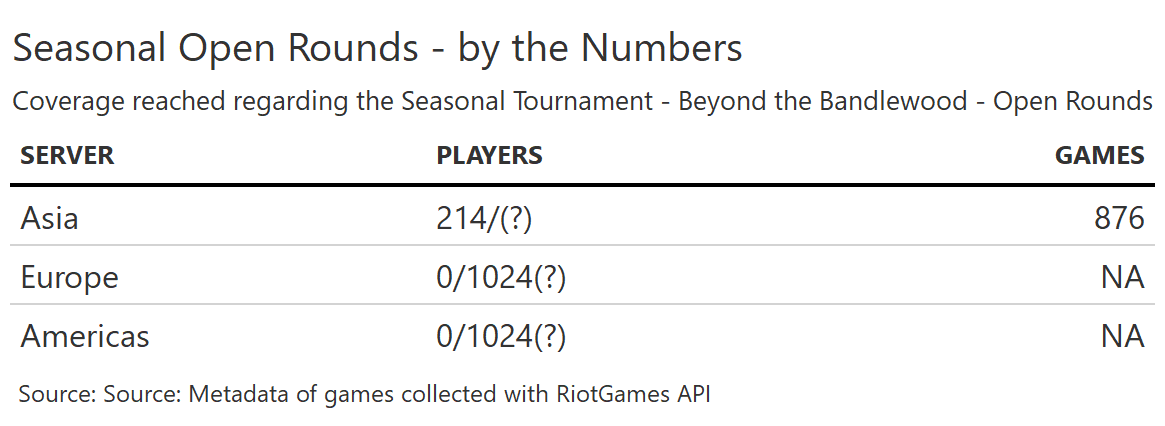 Seasonal Open Rounds - by the Numbers
Coverage reached regarding the Seasonal Tournament - Beyond the Bandlewood - Open Rounds
SERVER PLAYERS GAMES
Asia 214/(?) 876
Europe 0/1024(?) NA
Americas 0/1024(?) NA
Source: Source: Metadata of games collected with RiotGames API